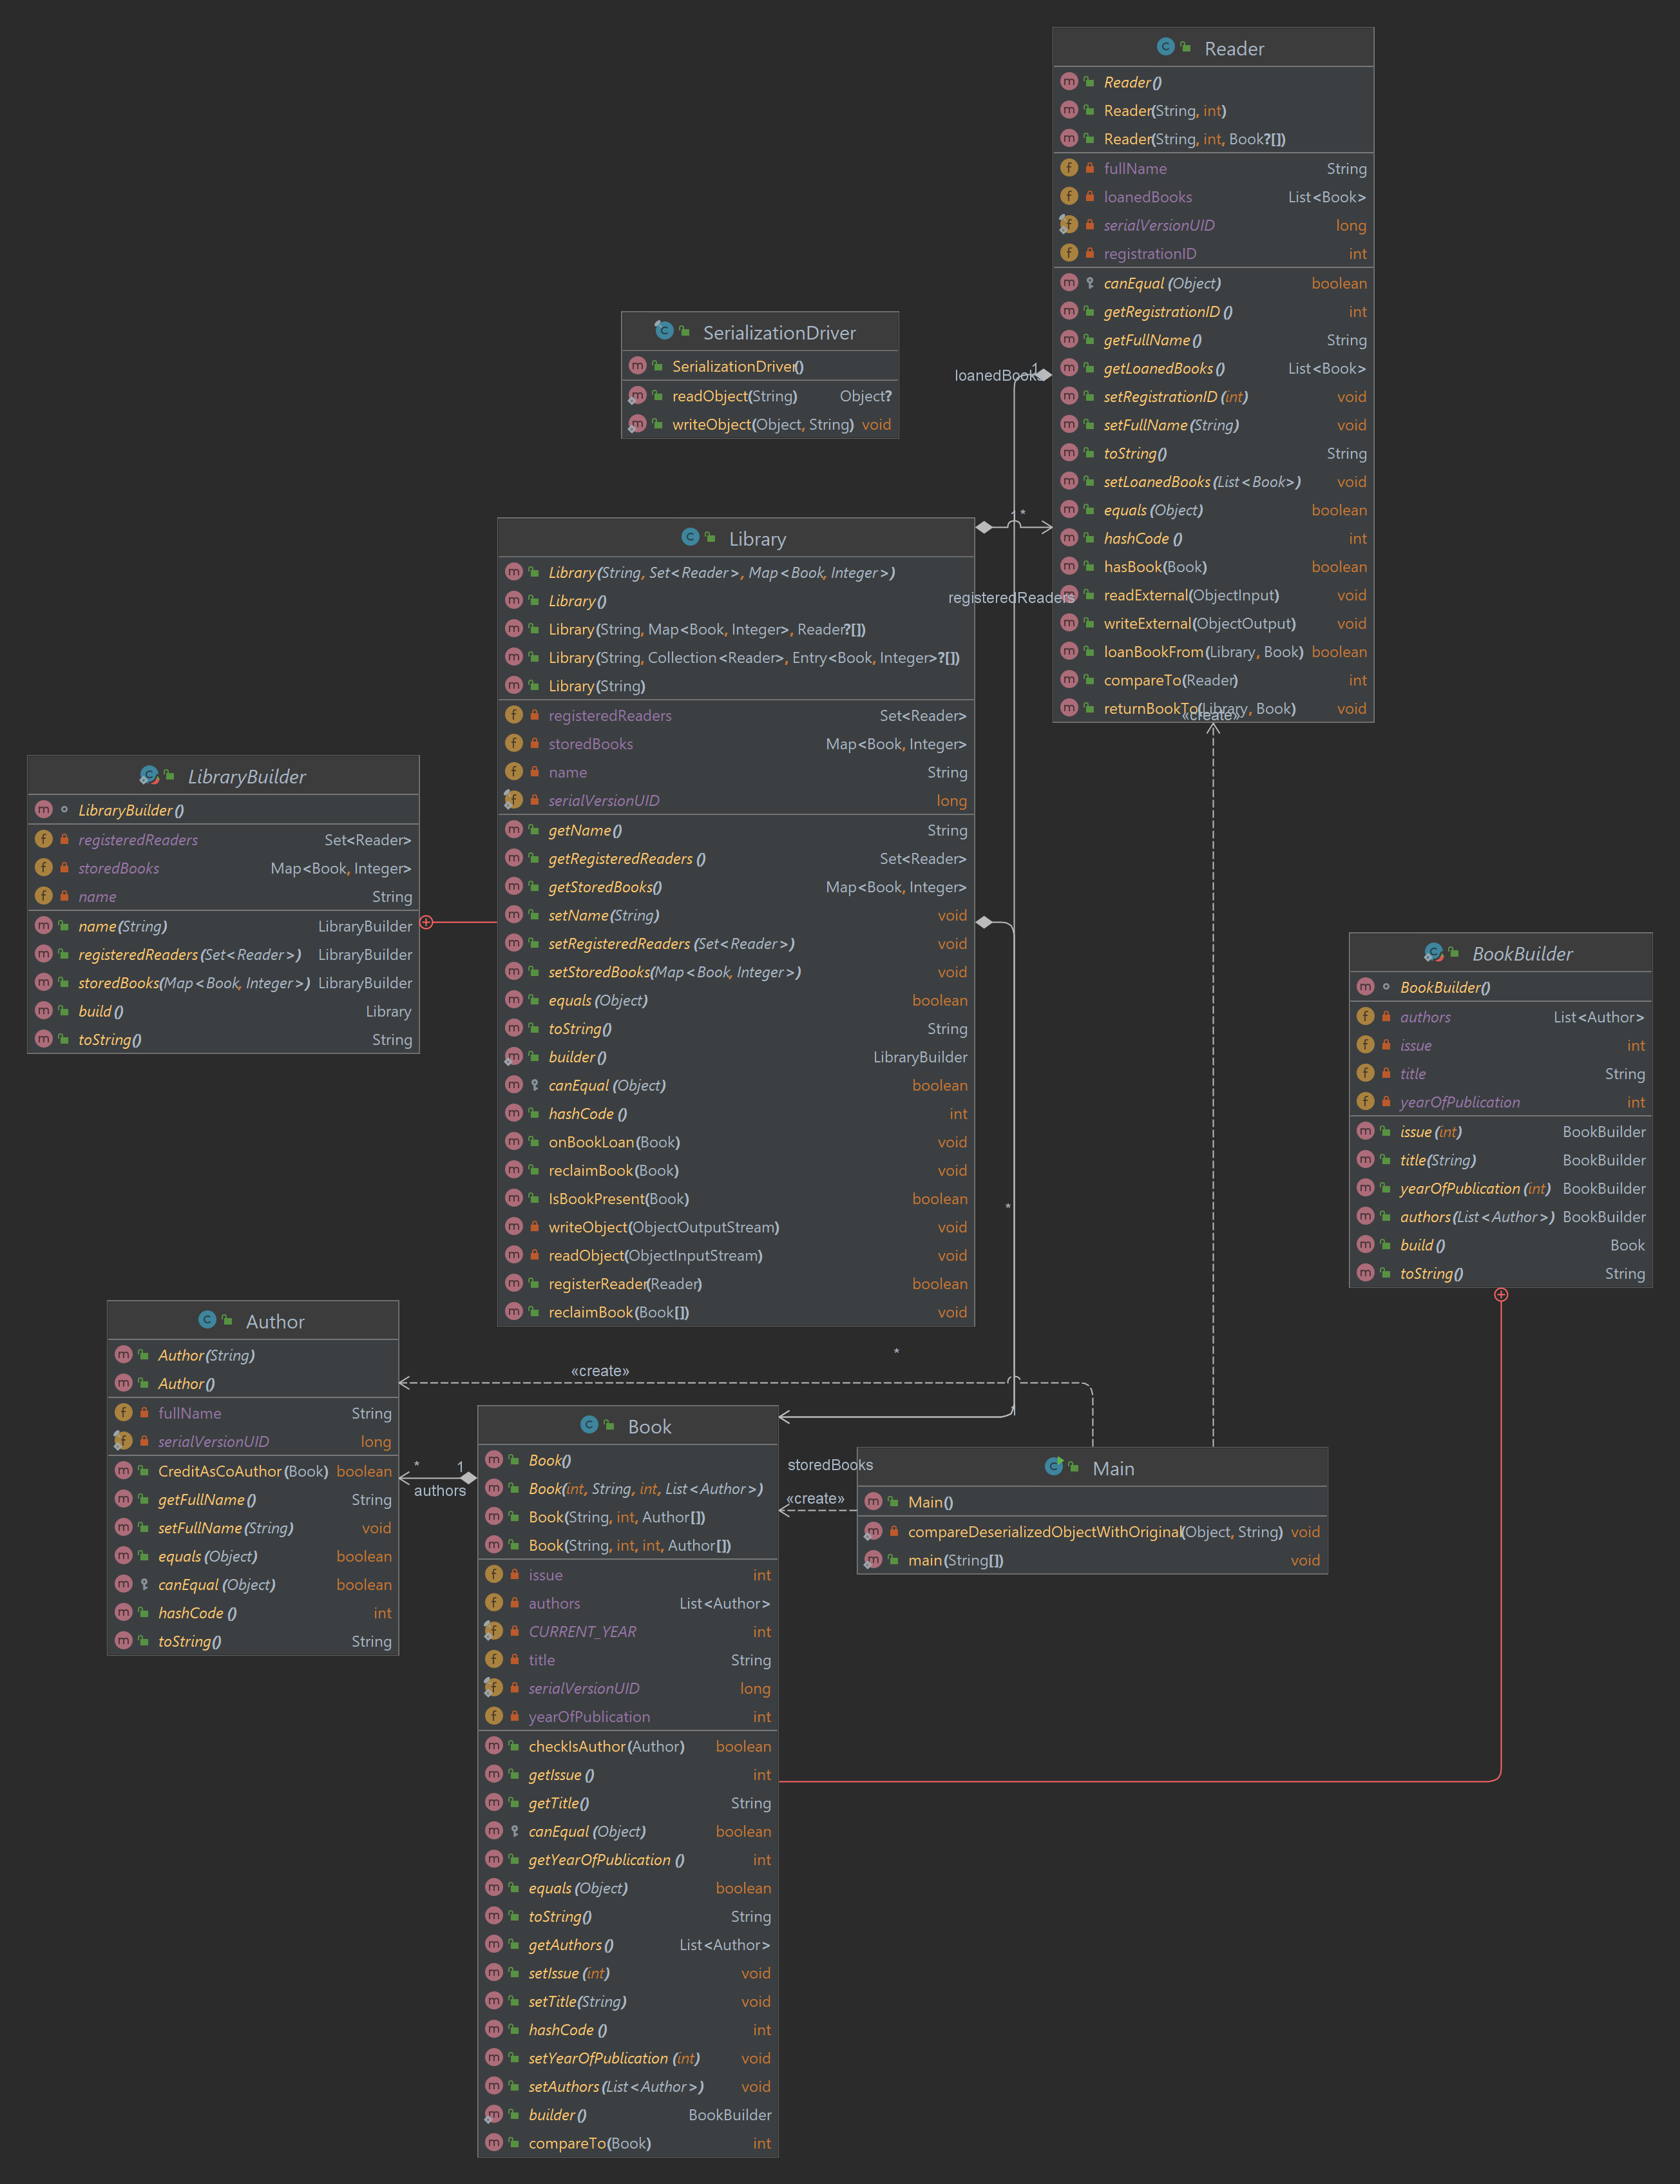 Reader
Reader()
Reader(String, int)
Reader(String, int, Book?[])
fullName String
loanedBooks List<Book>
serialVersionUID long
registrationID int
canEqual(Object) boolean
getRegistrationID() int
getFullName() String
getLoanedBooks() List<Book>
setRegistrationID(int) void
setFullName(String) void
toString() String
setLoanedBooks(List<Book>) void
equals(Object) boolean
hashCode() int
hasBook(Book) boolean
readExternal(ObjectInput) void
writeExternal(ObjectOutput) void
loanBookFrom(Library, Book) boolean
compareTo(Reader) int
returnBookTo(Library, Book) void
«create»
SerializationDriver
SerializationDriver()
readObject(String) Object?
writeObject(Object, String) void
loanedBooks
1
1 *
registeredReaders
Library
Library(String, Set<Reader>, Map<Book, Integer>)
Library()
Library(String, Map<Book, Integer>, Reader?[])
Library(String, Collection<Reader>, Entry<Book, Integer>?[])
Library(String)
registeredReaders Set<Reader>
storedBooks Map<Book, Integer>
name String
serialVersionUID long
getName() String
getRegisteredReaders() Set<Reader>
getStoredBooks() Map<Book, Integer>
setName(String) void
setRegisteredReaders(Set<Reader>) void
setStoredBooks(Map<Book, Integer>) void
equals(Object) boolean
toString() String
builder() LibraryBuilder
canEqual(Object) boolean
hashCode() int
onBookLoan(Book) void
reclaimBook(Book) void
IsBookPresent(Book) boolean
writeObject(ObjectOutputStream) void
readObject(ObjectInputStream) void
registerReader(Reader) boolean
reclaimBook(Book[]) void
LibraryBuilder
LibraryBuilder()
registeredReaders Set<Reader>
storedBooks Map<Book, Integer>
name String
name(String) LibraryBuilder
registeredReaders(Set<Reader>) LibraryBuilder
storedBooks(Map<Book, Integer>) LibraryBuilder
build() Library
toString() String
BookBuilder
BookBuilder()
authors List<Author>
issue int
title String
yearOfPublication int
issue(int) BookBuilder
title(String) BookBuilder
yearOfPublication(int) BookBuilder
authors(List<Author>) BookBuilder
build() Book
toString() String
*
*
Author
Author(String)
Author()
fullName String
serialVersionUID long
CreditAsCoAuthor(Book) boolean
getFullName() String
setFullName(String) void
equals(Object) boolean
canEqual(Object) boolean
hashCode() int
toString() String
«create»
* 1
authors
Book
Book()
Book(int, String, int, List<Author>)
Book(String, int, Author[])
Book(String, int, int, Author[])
issue int
authors List<Author>
CURRENT_YEAR int
title String
serialVersionUID long
yearOfPublication int
checkIsAuthor(Author) boolean
getIssue() int
getTitle() String
canEqual(Object) boolean
getYearOfPublication() int
equals(Object) boolean
toString() String
getAuthors() List<Author>
setIssue(int) void
setTitle(String) void
hashCode() int
setYearOfPublication(int) void
setAuthors(List<Author>) void
builder() BookBuilder
compareTo(Book) int
storedBooks
«create»
Main
Main()
compareDeserializedObjectWithOriginal(Object, String) void
main(String[]) void